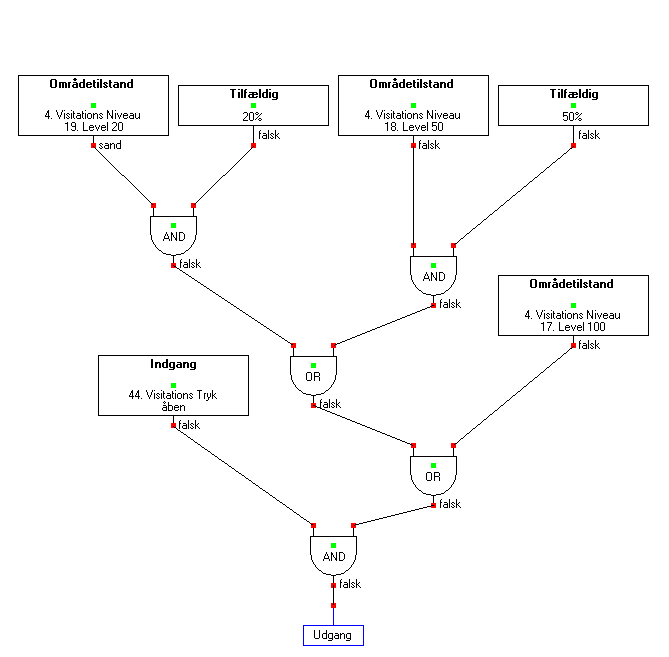 Områdetilstand
4. Visitations Niveau
19. Level 20
sand
Tilfældig
20%
falsk
Områdetilstand
4. Visitations Niveau
18. Level 50
falsk
Tilfældig
50%
falsk
AND
falsk
AND
falsk
Områdetilstand
4. Visitations Niveau
17. Level 100
falsk
OR
falsk
Indgang
44. Visitations Tryk
åben
falsk
OR
falsk
AND
falsk
Udgang